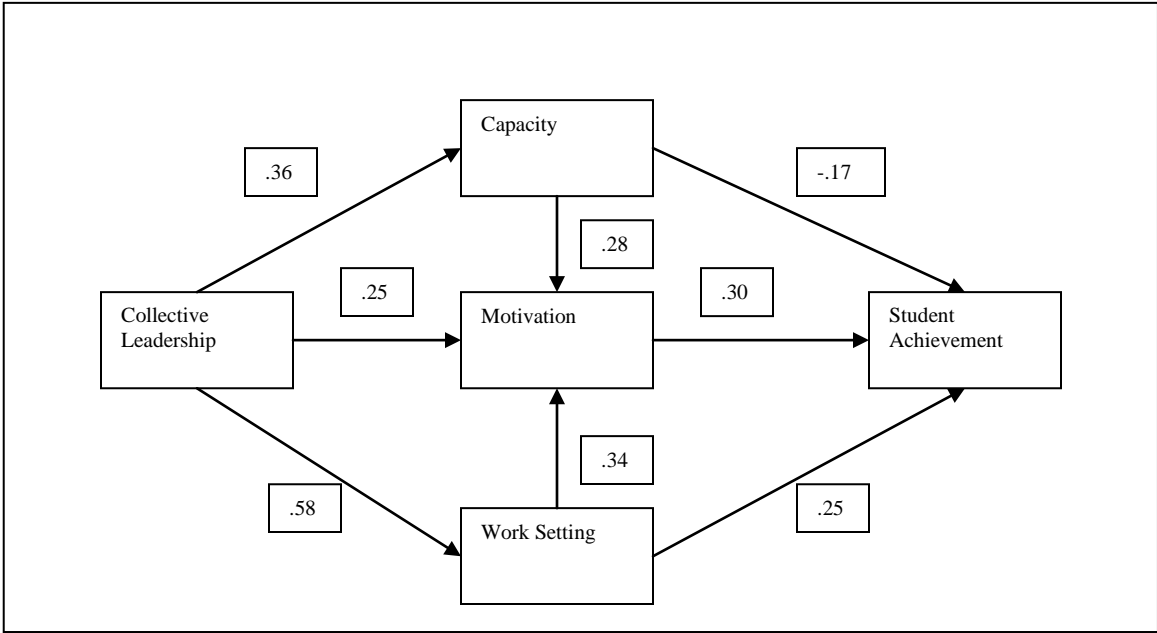 Capacity
.36
-.17
.28
.25
.30
Collective
Leadership
Motivation
Student
Achievement
.34
.58
.25
Work Setting